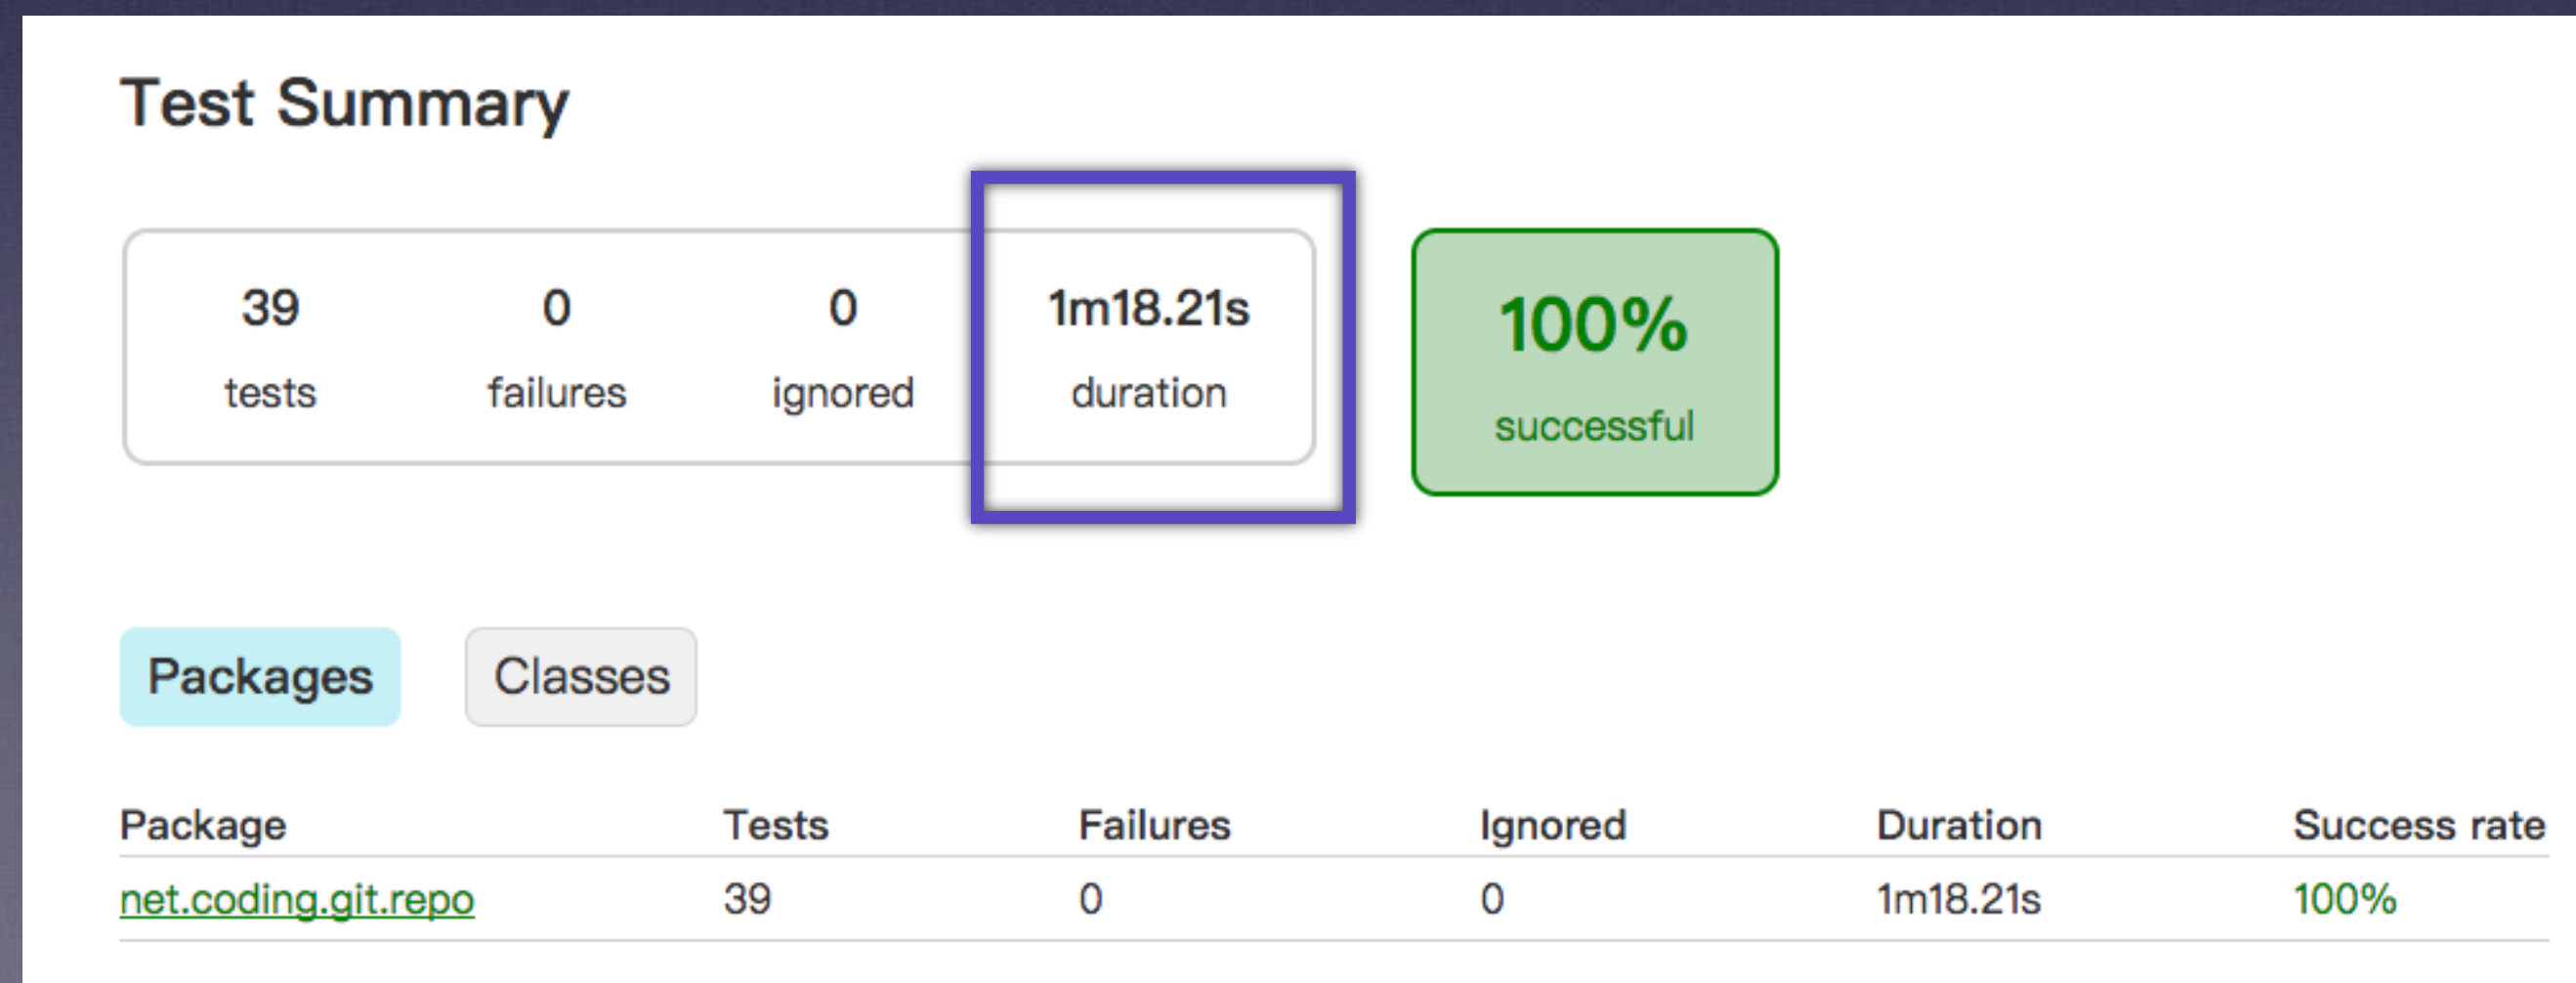 Test Summary
39 0 0 1m18.21s
tests failures ignored duration
100%
successful
Packages Classes
Package Tests Failures Ignored Duration Success rate
net.coding.git.repo 39 0 0 1m18.21s 100%